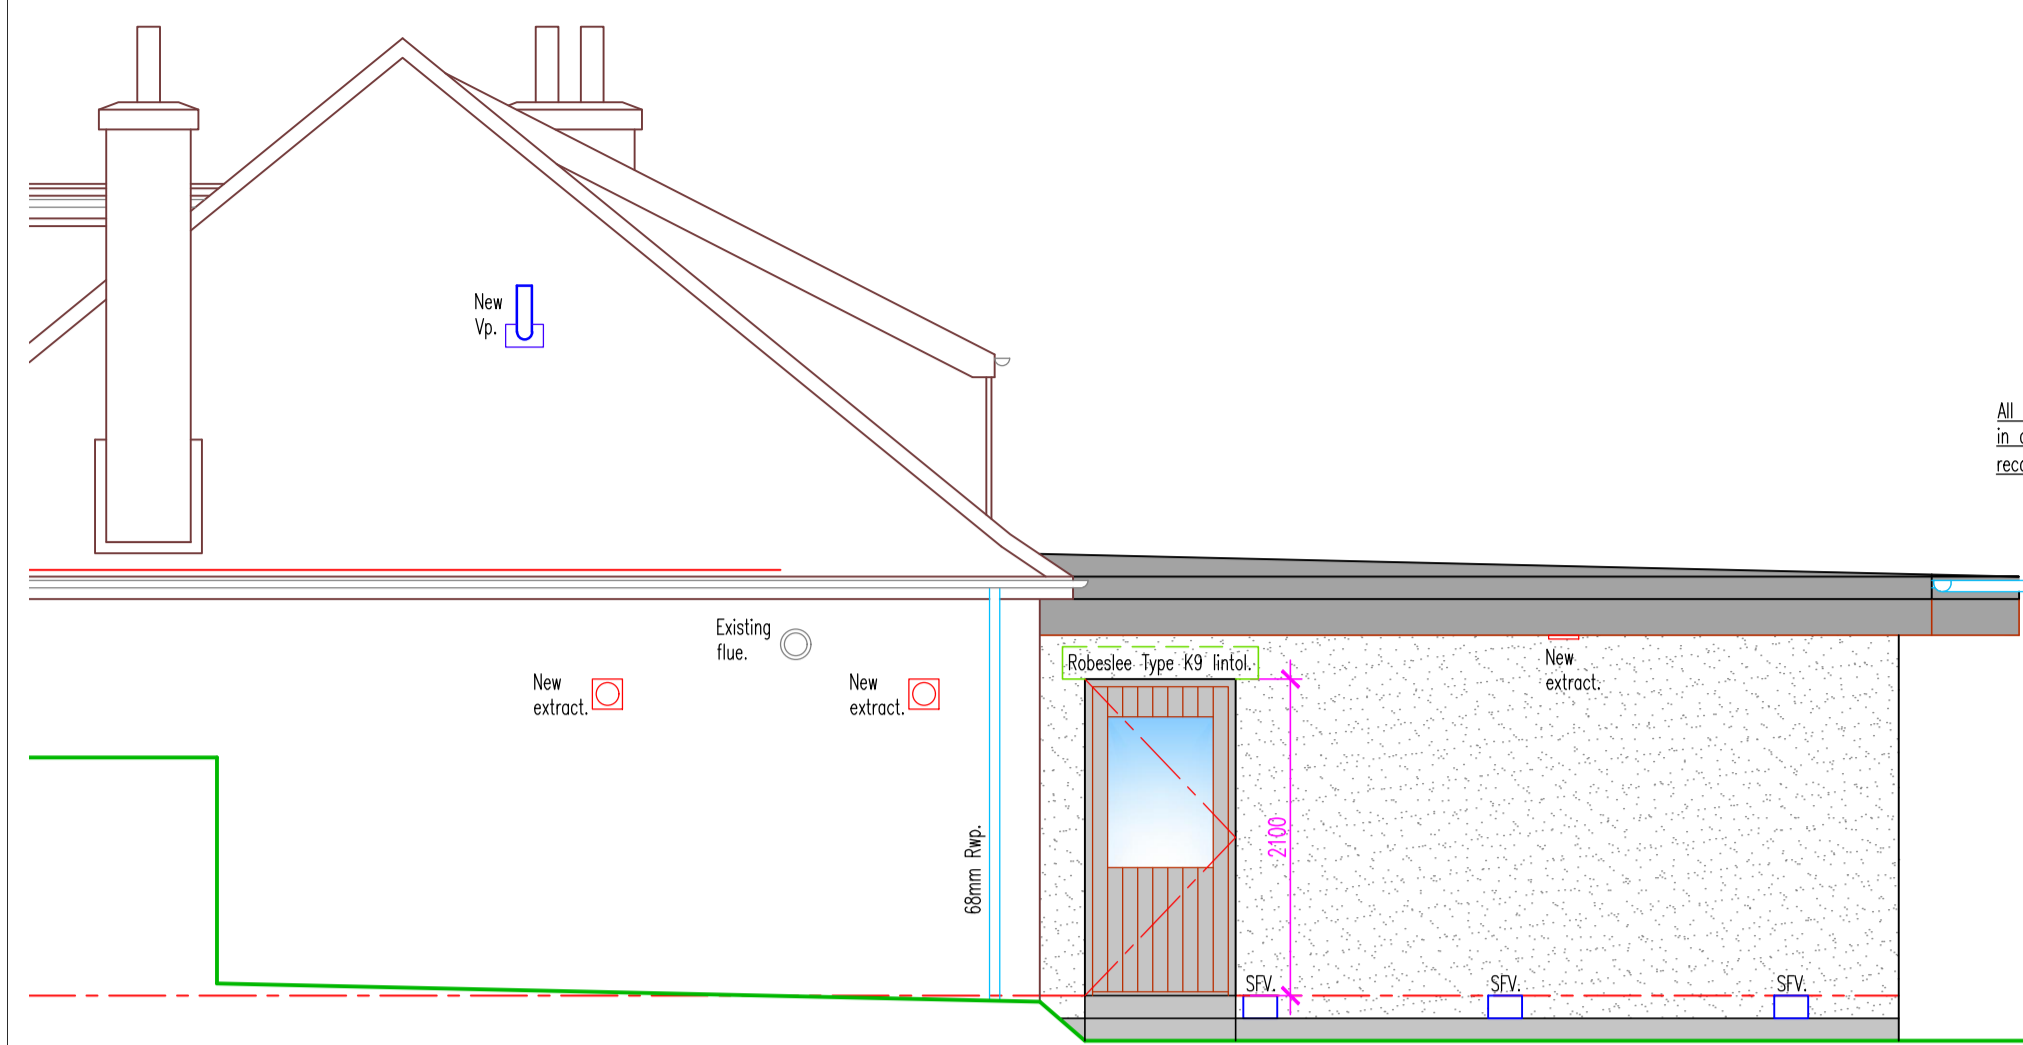 New
Vp.
All
in
Existing
flue.
New
extract.
New
extract.
Robeslee Type K9 lintol.
New
extract.
2100
68mm Rwp.
SFV.
SFV.
SFV.